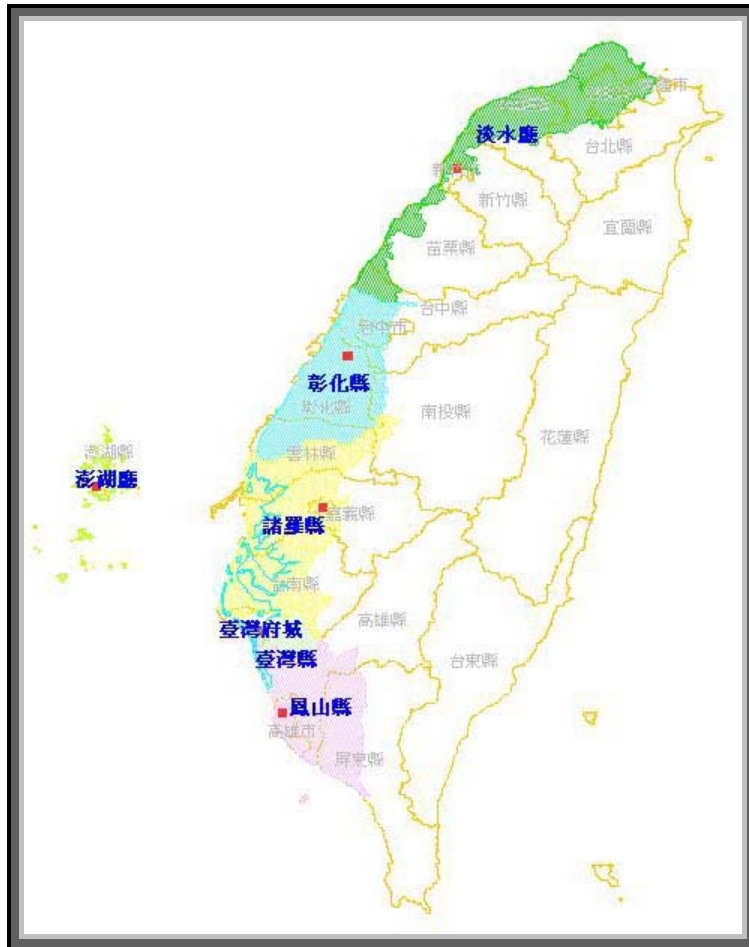 淡水廳
台北縣
新竹縣
宜蘭縣
苗栗縣
台中縣
台中市
彰化縣
彰化縣
南投縣
花蓮縣
雲林縣
澎湖縣
澎湖廳
嘉義縣
諸羅縣
台南縣
高雄縣
臺灣府城
臺灣縣
台東縣
鳳山縣
高雄市
屏東縣